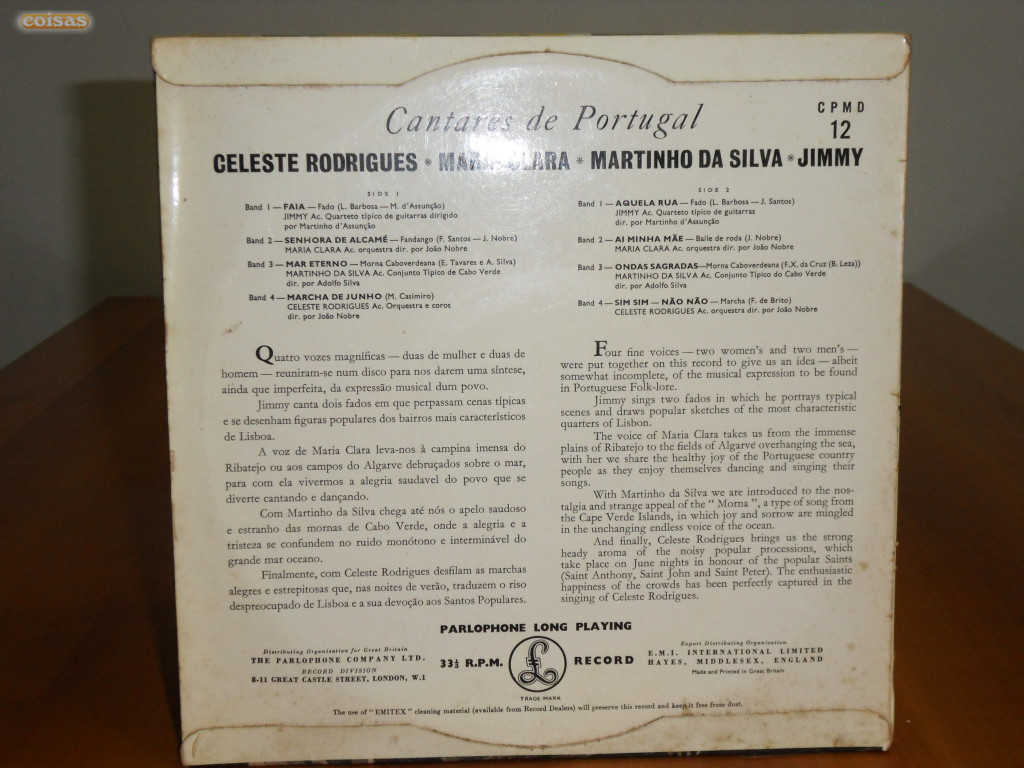 coisas
Cantares de Portugal
CPMD
12
CELESTE RODRIGUES * MARIA CLARA * MARTINHO DA SILVA * JIMMY
SIDE 1
Band 1 — FAIA — Fado (L. Barbosa — M. d'Assunção)
JIMMY Ac. Quarteto típico de guitarras dirigido
por Martinho d'Assunção
Band 2 — SENHORA DE ALCAMÉ — Fandango (F. Santos — J. Nobre)
MARIA CLARA Ac. orquestra dir. por João Nobre
Band 3 — MAR ETERNO — Morna Caboverdeana (E. Tavares e A. Silva)
MARTINHO DA SILVA Ac. Conjunto Típico de Cabo Verde
dir. por Adolfo Silva
Band 4 — MARCHA DE JUNHO (M. Casimiro)
CELESTE RODRIGUES Ac. Orquestra e coros
dir. por João Nobre
SIDE 2
Band 1 — AQUELA RUA — Fado (L. Barbosa — J. Santos)
JIMMY Ac. Quarteto típico de guitarras
dir. por Martinho d'Assunção
Band 2 — AI MINHA MÃE — Baile de roda (J. Nobre)
MARIA CLARA Ac. orquestra dir. por João Nobre
Band 3 — ONDAS SAGRADAS — Morna Caboverdeana (F.X. da Cruz (B. Leza))
MARTINHO DA SILVA Ac. Conjunto Típico do Cabo Verde
dir. por Adolfo Silva
Band 4 — SIM SIM — NÃO NÃO — Marcha (F. de Brito)
CELESTE RODRIGUES Ac. orquestra dir. por João Nobre
Quatro vozes magníficas — duas de mulher e duas de
homem — reuniram-se num disco para nos darem uma síntese,
ainda que imperfeita, da expressão musical dum povo.
Jimmy canta dois fados em que perpassam cenas típicas
e se desenham figuras populares dos bairros mais característicos
de Lisboa.
A voz de Maria Clara leva-nos à campina imensa do
Ribatejo ou aos campos do Algarve debruçados sobre o mar,
para com ela vivermos a alegria saudavel do povo que se
diverte cantando e dançando.
Com Martinho da Silva chega até nós o apelo saudoso
e estranho das mornas de Cabo Verde, onde a alegria e a
tristeza se confundem no ruido monótono e interminável do
grande mar oceano.
Finalmente, com Celeste Rodrigues desfilam as marchas
alegres e estrepitosas que, nas noites de verão, traduzem o riso
despreocupado de Lisboa e a sua devoção aos Santos Populares.
Four fine voices — two women's and two men's —
were put together on this record to give us an idea — albeit
somewhat incomplete, of the musical expression to be found
in Portuguese Folk-lore.
Jimmy sings two fados in which he portrays typical
scenes and draws popular sketches of the most characteristic
quarters of Lisbon.
The voice of Maria Clara takes us from the immense
plains of Ribatejo to the fields of Algarve overhanging the sea,
with her we share the healthy joy of the Portuguese country
people as they enjoy themselves dancing and singing their
songs.
With Martinho da Silva we are introduced to the nos-
talgia and strange appeal of the " Morna ", a type of song from
the Cape Verde Islands, in which joy and sorrow are mingled
in the unchanging endless voice of the ocean.
And finally, Celeste Rodrigues brings us the strong
heady aroma of the noisy popular processions, which
take place on June nights in honour of the popular Saints
(Saint Anthony, Saint John and Saint Peter). The enthusiastic
happiness of the crowds has been perfectly captured in the
singing of Celeste Rodrigues.
PARLOPHONE LONG PLAYING
33⅓ R.P.M. £ RECORD
TRADE MARK
Distributing Organisation for Great Britain
THE PARLOPHONE COMPANY LTD.
RECORD DIVISION
8-11 GREAT CASTLE STREET, LONDON, W.1
Export Distributing Organisation
E.M.I. INTERNATIONAL LIMITED
HAYES, MIDDLESEX, ENGLAND
Made and Printed in Great Britain
The use of "EMITEX" cleaning material (available from Record Dealers) will preserve this record and keep it free from dust.